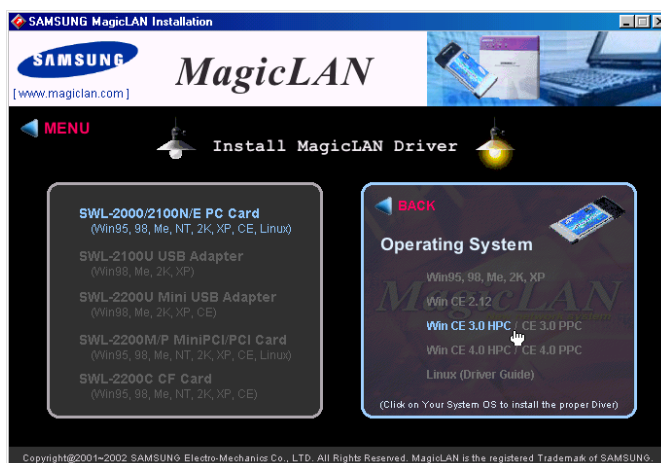 SAMSUNG MagicLAN Installation
SAMSUNG
MagicLAN
[ www.magiclan.com ]
MENU
Install MagicLAN Driver
SWL-2000/2100N/E PC Card
(Win95, 98, Me, NT, 2K, XP, CE, Linux)
SWL-2100U USB Adapter
(Win98, Me, 2K, XP)
SWL-2200U Mini USB Adapter
(Win98, Me, 2K, XP, CE)
SWL-2200M/P MiniPCI/PCI Card
(Win95, 98, Me, NT, 2K, XP, CE, Linux)
SWL-2200C CF Card
(Win95, 98, Me, NT, 2K, XP, CE)
BACK
Operating System
MagicLAN
Win95, 98, Me, 2K, XP
Win CE 2.12
Win CE 3.0 HPC / CE 3.0 PPC
Win CE 4.0 HPC / CE 4.0 PPC
Linux (Driver Guide)
(Click on Your System OS to install the proper Diver)
Copyright@2001~2002 SAMSUNG Electro-Mechanics Co., LTD. All Rights Reserved. MagicLAN is the registered Trademark of SAMSUNG.